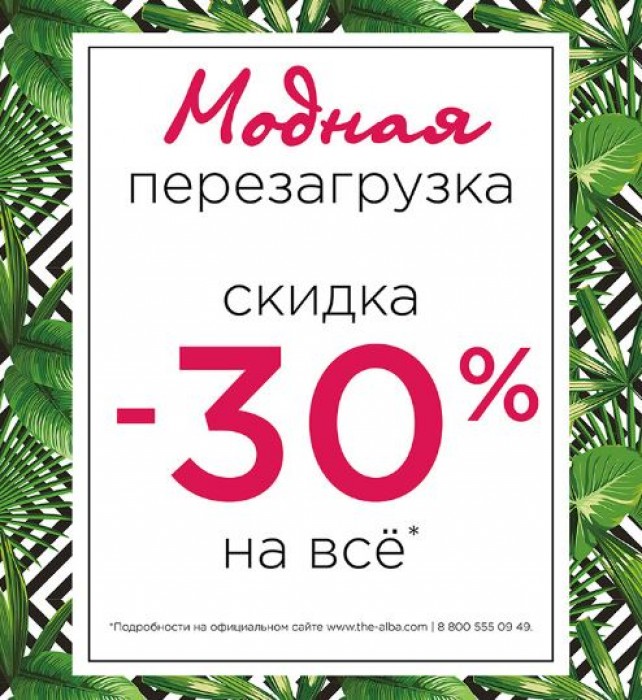 Модная
перезагрузка
скидка
-30%
на всё*
*Подробности на официальном сайте www.the-alba.com | 8 800 555 09 49.